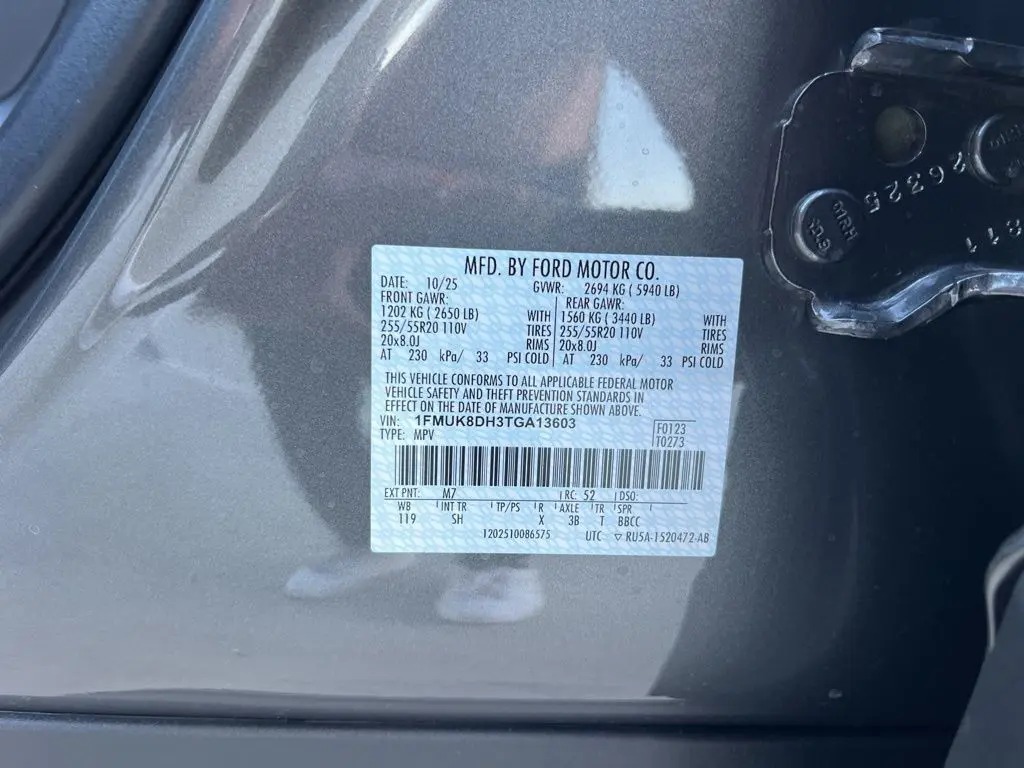 MFD. BY FORD MOTOR CO.
DATE: 10/25 GVWR: 2694 KG ( 5940 LB)
FRONT GAWR: REAR GAWR:
1202 KG ( 2650 LB) WITH 1560 KG ( 3440 LB) WITH
255/55R20 110V TIRES 255/55R20 110V TIRES
20x8.0J RIMS 20x8.0J RIMS
AT 230 kPa/ 33 PSI COLD AT 230 kPa/ 33 PSI COLD
THIS VEHICLE CONFORMS TO ALL APPLICABLE FEDERAL MOTOR
VEHICLE SAFETY AND THEFT PREVENTION STANDARDS IN
EFFECT ON THE DATE OF MANUFACTURE SHOWN ABOVE.
VIN: 1FMUK8DH3TGA13603 F0123
TYPE: MPV T0273
EXT PNT: M7 RC: 52 DSO:
WB INT TR TP/PS R AXLE TR SPR
119 SH X 3B T BBCC
1202510086575 UTC ▽ RU5A-1520472-AB
26325
811
MRH